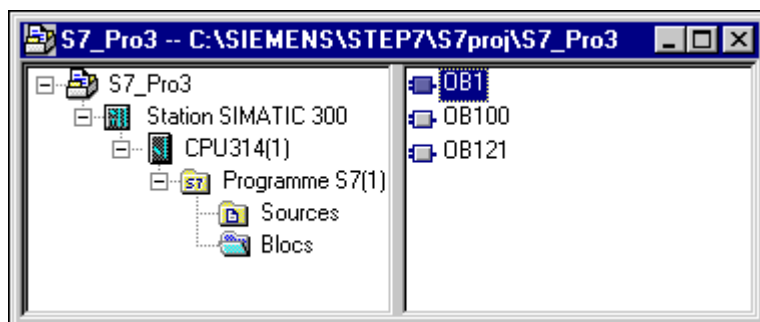 S7_Pro3 -- C:\SIEMENS\STEP7\S7proj\S7_Pro3
S7_Pro3
Station SIMATIC 300
CPU314(1)
S7
Programme S7(1)
Sources
Blocs
OB1
OB100
OB121